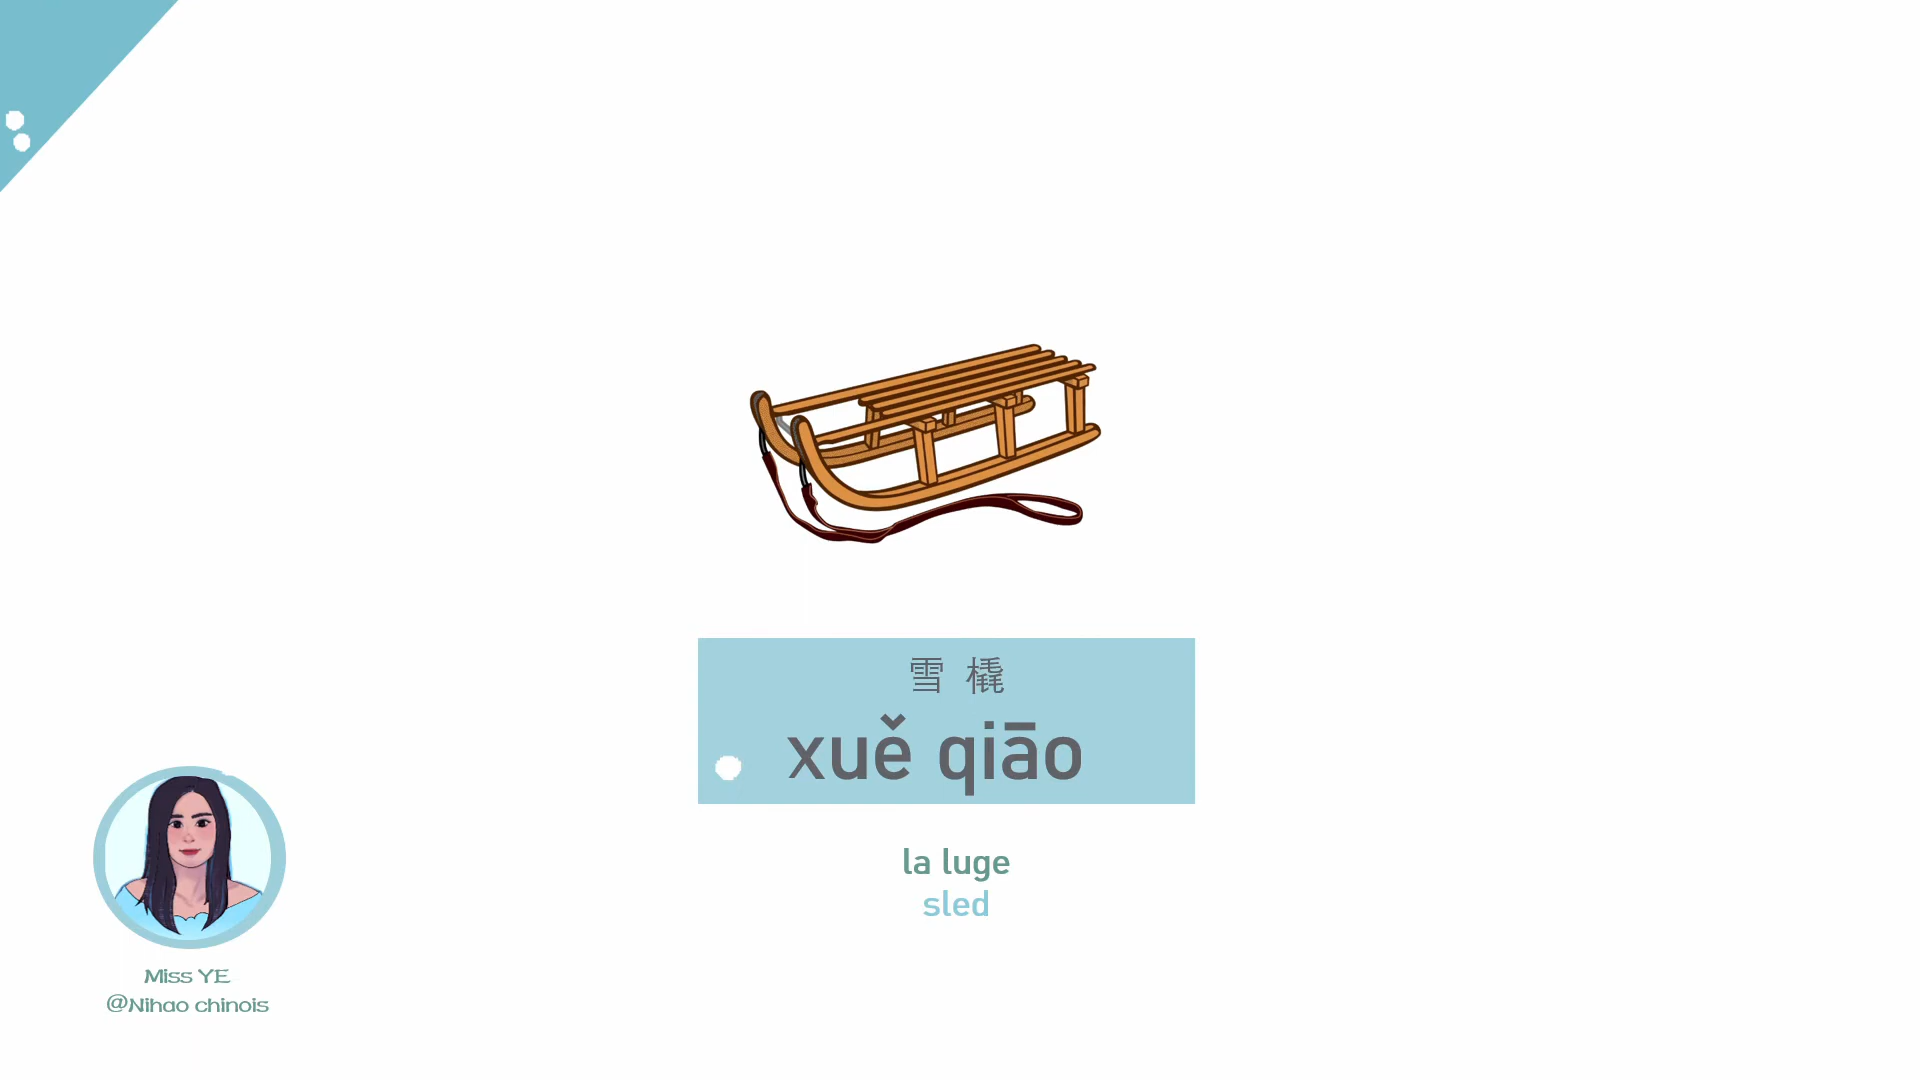 雪 橇
xuě qiāo
la luge
sled
Miss YE
@Nihao chinois